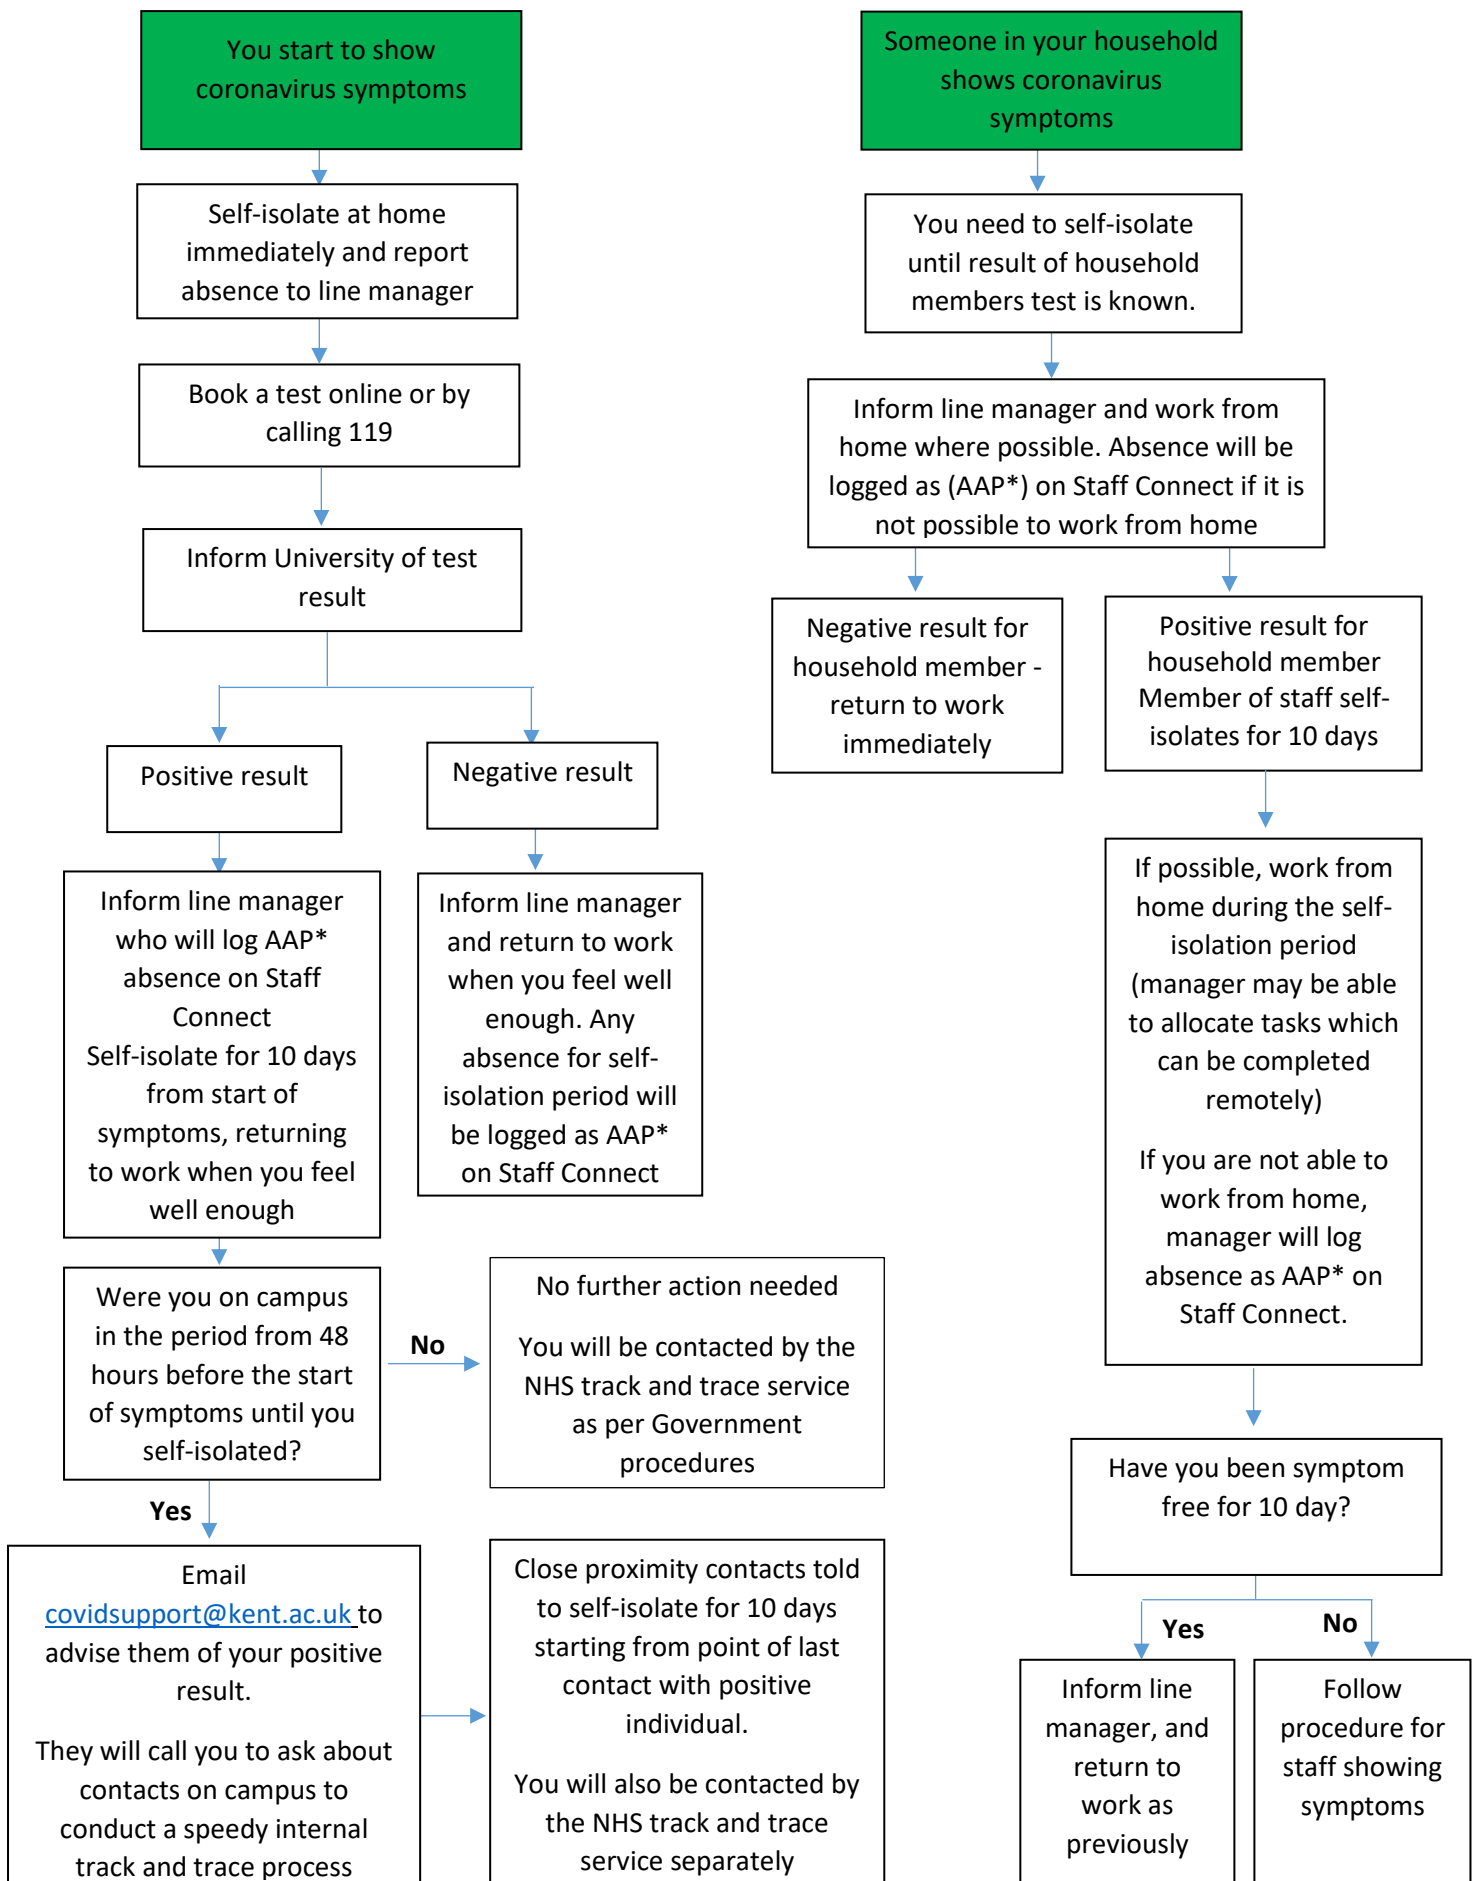 You start to show
coronavirus symptoms
Self-isolate at home
immediately and report
absence to line manager
Book a test online or by
calling 119
Inform University of test
result
Positive result
Negative result
Inform line manager
who will log AAP*
absence on Staff
Connect
Self-isolate for 10 days
from start of
symptoms, returning
to work when you feel
well enough
Inform line manager
and return to work
when you feel well
enough. Any
absence for self-
isolation period will
be logged as AAP*
on Staff Connect
Were you on campus
in the period from 48
hours before the start
of symptoms until you
self-isolated?
No
No further action needed
You will be contacted by the
NHS track and trace service
as per Government
procedures
Yes
Email
covidsupport@kent.ac.uk to
advise them of your positive
result.
They will call you to ask about
contacts on campus to
conduct a speedy internal
track and trace process
Close proximity contacts told
to self-isolate for 10 days
starting from point of last
contact with positive
individual.
You will also be contacted by
the NHS track and trace
service separately
Someone in your household
shows coronavirus
symptoms
You need to self-isolate
until result of household
members test is known.
Inform line manager and work from
home where possible. Absence will be
logged as (AAP*) on Staff Connect if it is
not possible to work from home
Negative result for
household member -
return to work
immediately
Positive result for
household member
Member of staff self-
isolates for 10 days
If possible, work from
home during the self-
isolation period
(manager may be able
to allocate tasks which
can be completed
remotely)
If you are not able to
work from home,
manager will log
absence as AAP* on
Staff Connect.
Have you been symptom
free for 10 day?
Yes
No
Inform line
manager, and
return to
work as
previously
Follow
procedure for
staff showing
symptoms